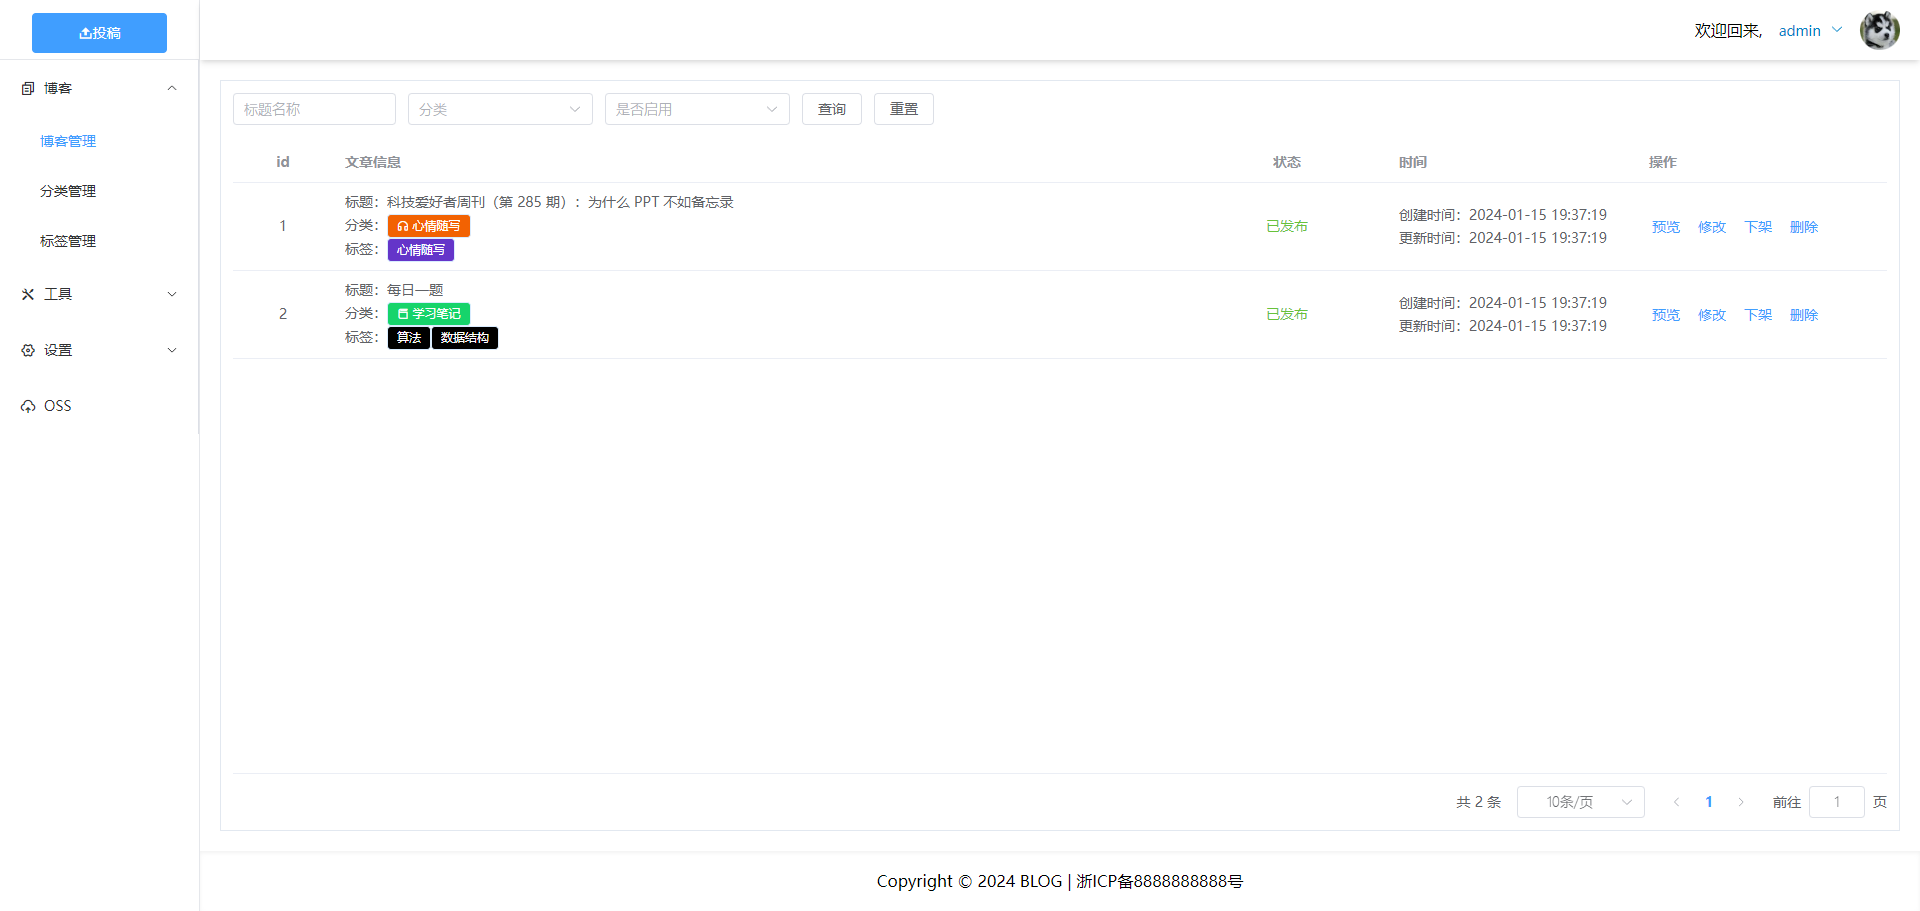 投稿
欢迎回来, admin
博客
博客管理
分类管理
标签管理
工具
设置
OSS
标题名称 分类 是否启用 查询 重置
id 文章信息 状态 时间 操作
1
标题：科技爱好者周刊（第 285 期）：为什么 PPT 不如备忘录
分类：心情随写
标签：心情随写
已发布
创建时间：2024-01-15 19:37:19
更新时间：2024-01-15 19:37:19
预览 修改 下架 删除
2
标题：每日一题
分类：学习笔记
标签：算法 数据结构
已发布
创建时间：2024-01-15 19:37:19
更新时间：2024-01-15 19:37:19
预览 修改 下架 删除
共 2 条 10条/页 1 前往 1 页
Copyright © 2024 BLOG | 浙ICP备8888888888号